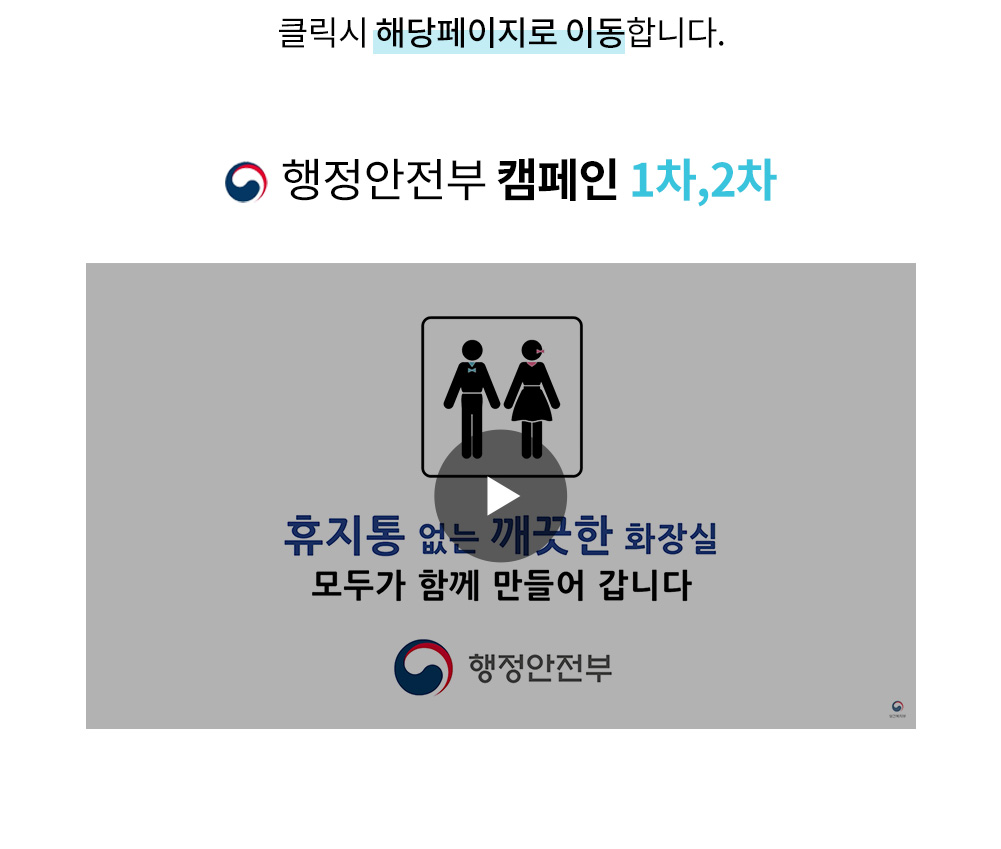 클릭시 해당페이지로 이동합니다.
행정안전부 캠페인 1차,2차
휴지통 없는 깨끗한 화장실
모두가 함께 만들어 갑니다
행정안전부